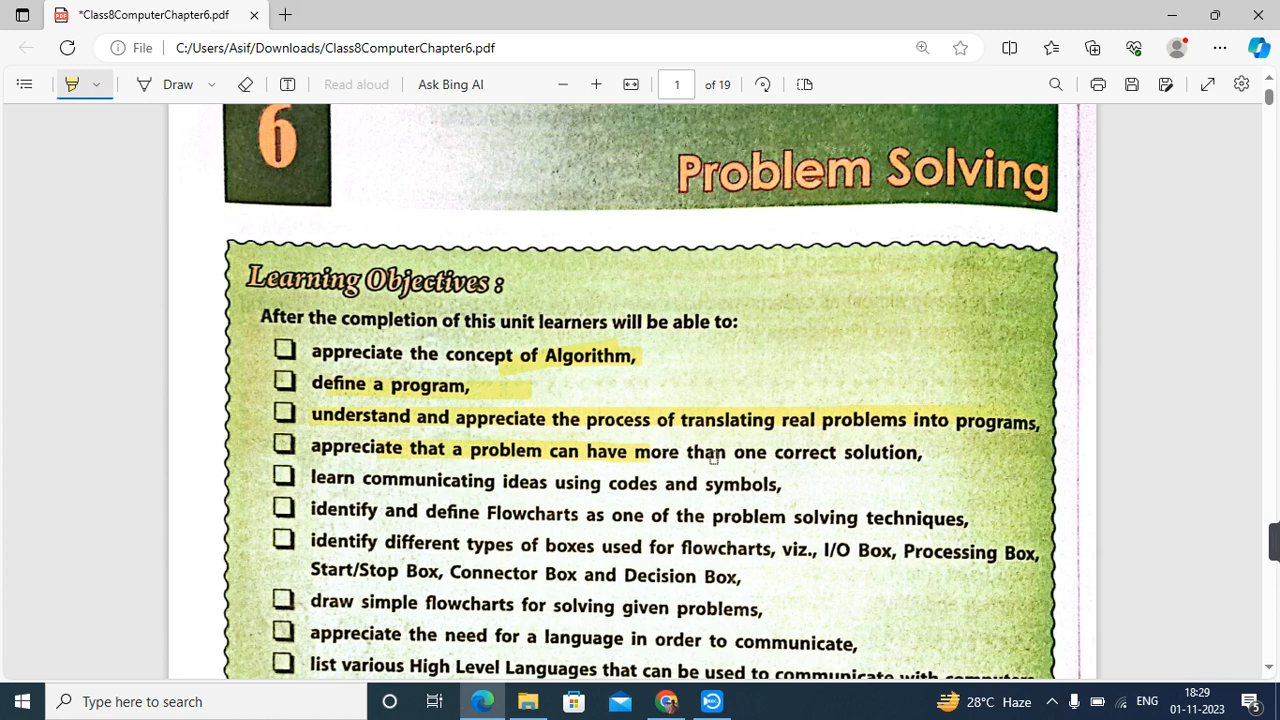 *Class8ComputerChapter6.pdf
File
C:/Users/Asif/Downloads/Class8ComputerChapter6.pdf
Draw
Read aloud
Ask Bing AI
1
of 19
6
Problem Solving
Learning Objectives :
After the completion of this unit learners will be able to:
appreciate the concept of Algorithm,
define a program,
understand and appreciate the process of translating real problems into programs,
appreciate that a problem can have more than one correct solution,
learn communicating ideas using codes and symbols,
identify and define Flowcharts as one of the problem solving techniques,
identify different types of boxes used for flowcharts, viz., I/O Box, Processing Box,
Start/Stop Box, Connector Box and Decision Box,
draw simple flowcharts for solving given problems,
appreciate the need for a language in order to communicate,
list various High Level Languages that can be used to communicate with computers
Type here to search
28°C Haze
ENG
18:29
01-11-2023
5